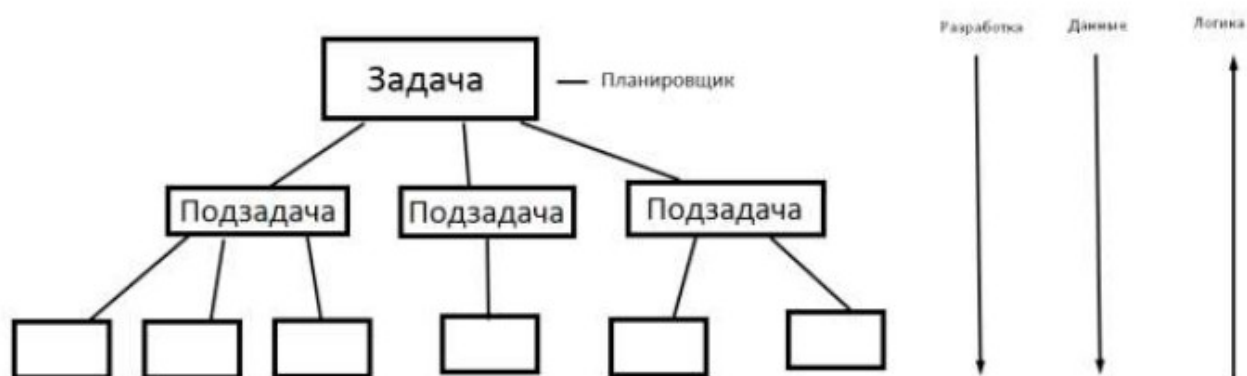 Разработка Данные Логика
Задача — Планировщик
Подзадача Подзадача Подзадача